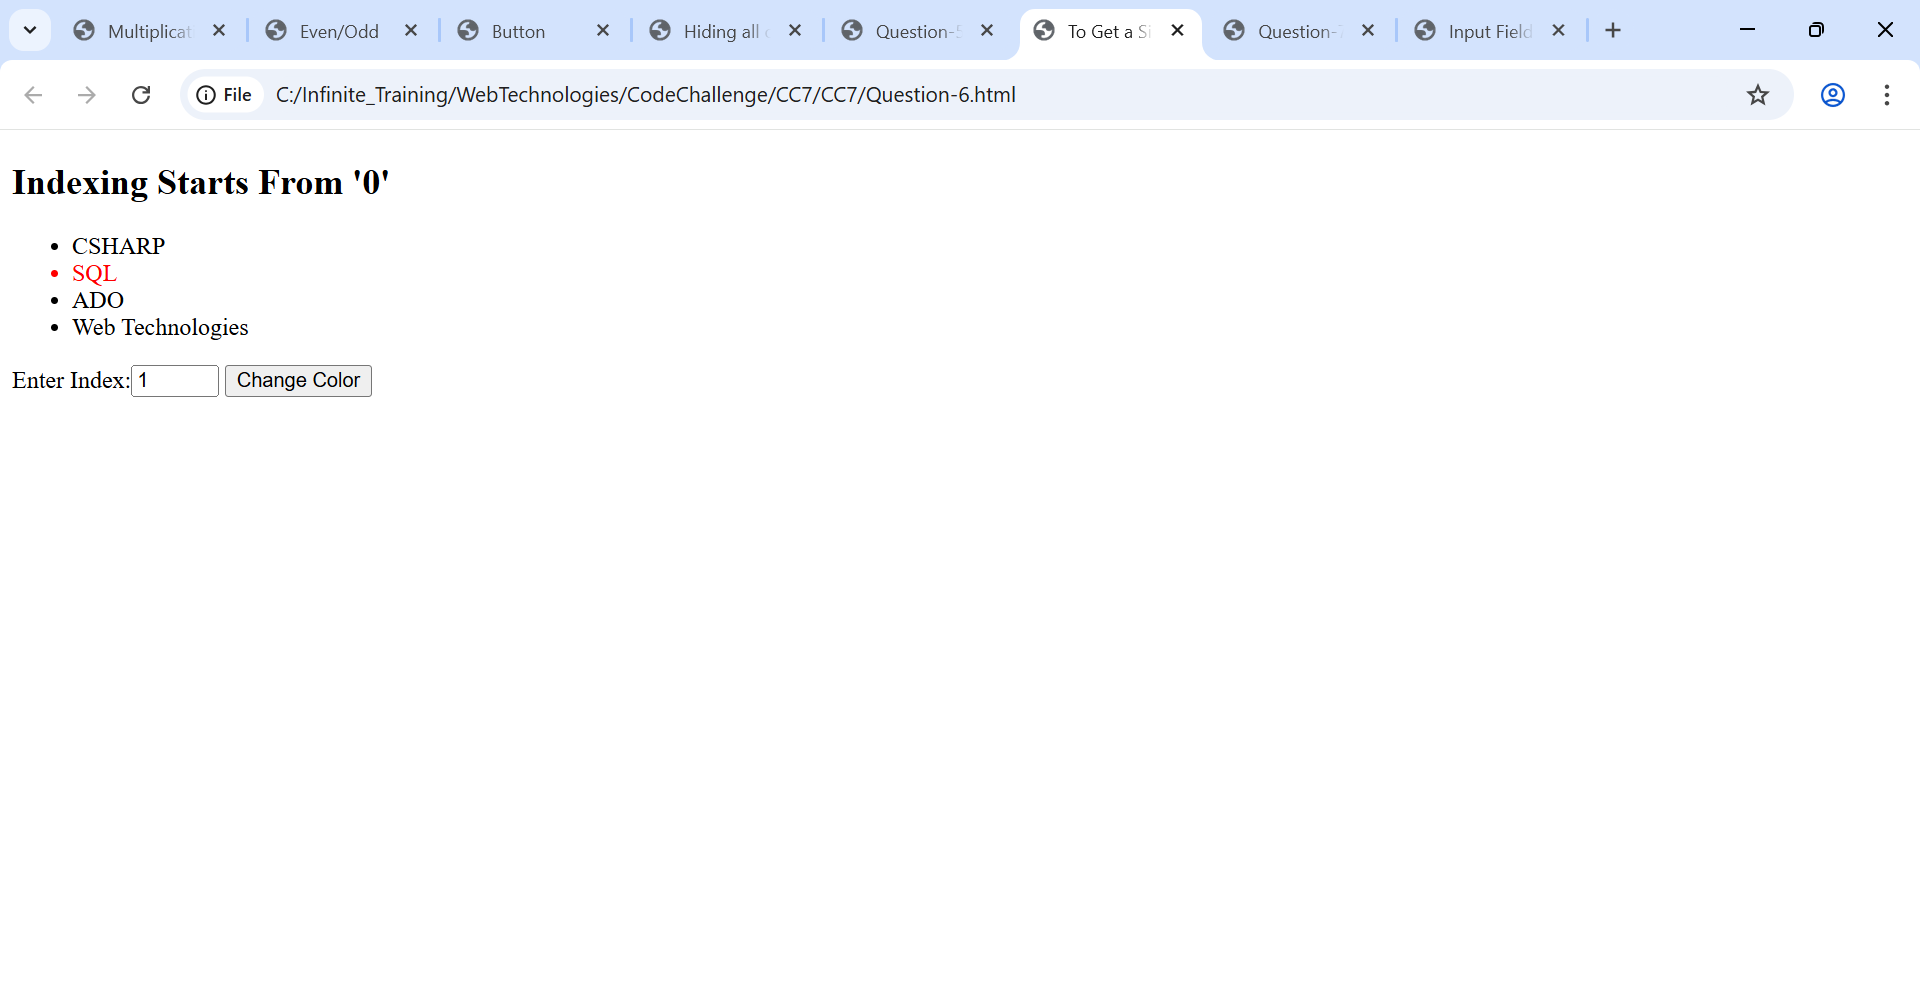 Multiplicat
Even/Odd
Button
Hiding all
Question-5
To Get a Si
Question-7
Input Field
File
C:/Infinite_Training/WebTechnologies/CodeChallenge/CC7/CC7/Question-6.html
Indexing Starts From '0'
CSHARP
SQL
ADO
Web Technologies
Enter Index: 1 Change Color